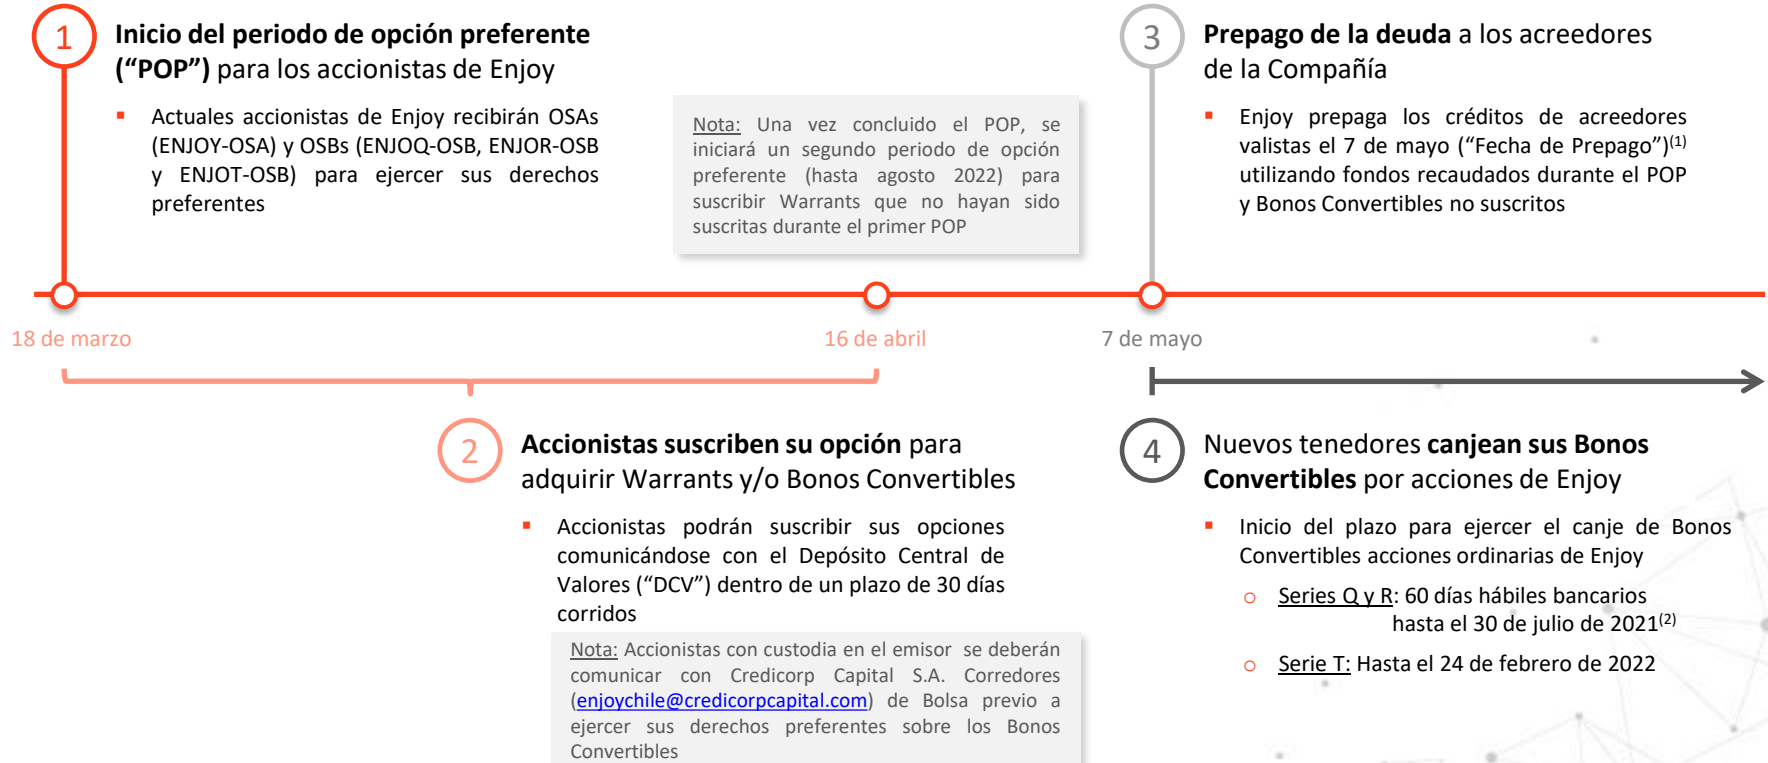 1
Inicio del periodo de opción preferente
(“POP”) para los accionistas de Enjoy
▪ Actuales accionistas de Enjoy recibirán OSAs
(ENJOY-OSA) y OSBs (ENJOQ-OSB, ENJOR-OSB
y ENJOT-OSB) para ejercer sus derechos
preferentes
Nota: Una vez concluido el POP, se
iniciará un segundo periodo de opción
preferente (hasta agosto 2022) para
suscribir Warrants que no hayan sido
suscritas durante el primer POP
3
Prepago de la deuda a los acreedores
de la Compañía
▪ Enjoy prepaga los créditos de acreedores
valistas el 7 de mayo (“Fecha de Prepago”)(1)
utilizando fondos recaudados durante el POP
y Bonos Convertibles no suscritos
18 de marzo
16 de abril
7 de mayo
2
Accionistas suscriben su opción para
adquirir Warrants y/o Bonos Convertibles
▪ Accionistas podrán suscribir sus opciones
comunicándose con el Depósito Central de
Valores (“DCV”) dentro de un plazo de 30 días
corridos
Nota: Accionistas con custodia en el emisor se deberán
comunicar con Credicorp Capital S.A. Corredores
(enjoychile@credicorpcapital.com) de Bolsa previo a
ejercer sus derechos preferentes sobre los Bonos
Convertibles
4
Nuevos tenedores canjean sus Bonos
Convertibles por acciones de Enjoy
▪ Inicio del plazo para ejercer el canje de Bonos
Convertibles acciones ordinarias de Enjoy
o Series Q y R: 60 días hábiles bancarios
hasta el 30 de julio de 2021(2)
o Serie T: Hasta el 24 de febrero de 2022